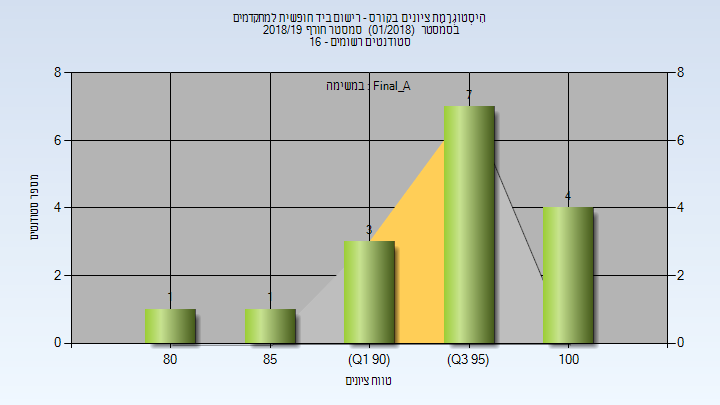 היסטוגרמת ציונים בקורס - רישום ביד חופשית למתקדמים
בסמסטר (01/2018) סמסטר חורף 2018/19
סטודנטים רשומים - 16
במשימה : Final_A
8 8
6 6
4 4
2 2
0 0
1 1 3 7 4
80 85 (Q1 90) (Q3 95) 100
מספר סטודנטים
טווח ציונים